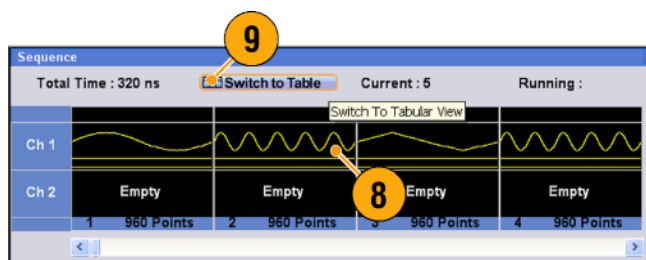 9
Sequence
Total Time : 320 ns Switch to Table Current : 5 Running :
Switch To Tabular View
Ch 1
8
Ch 2 Empty Empty Empty Empty
1 960 Points 2 960 Points 3 960 Points 4 960 Points